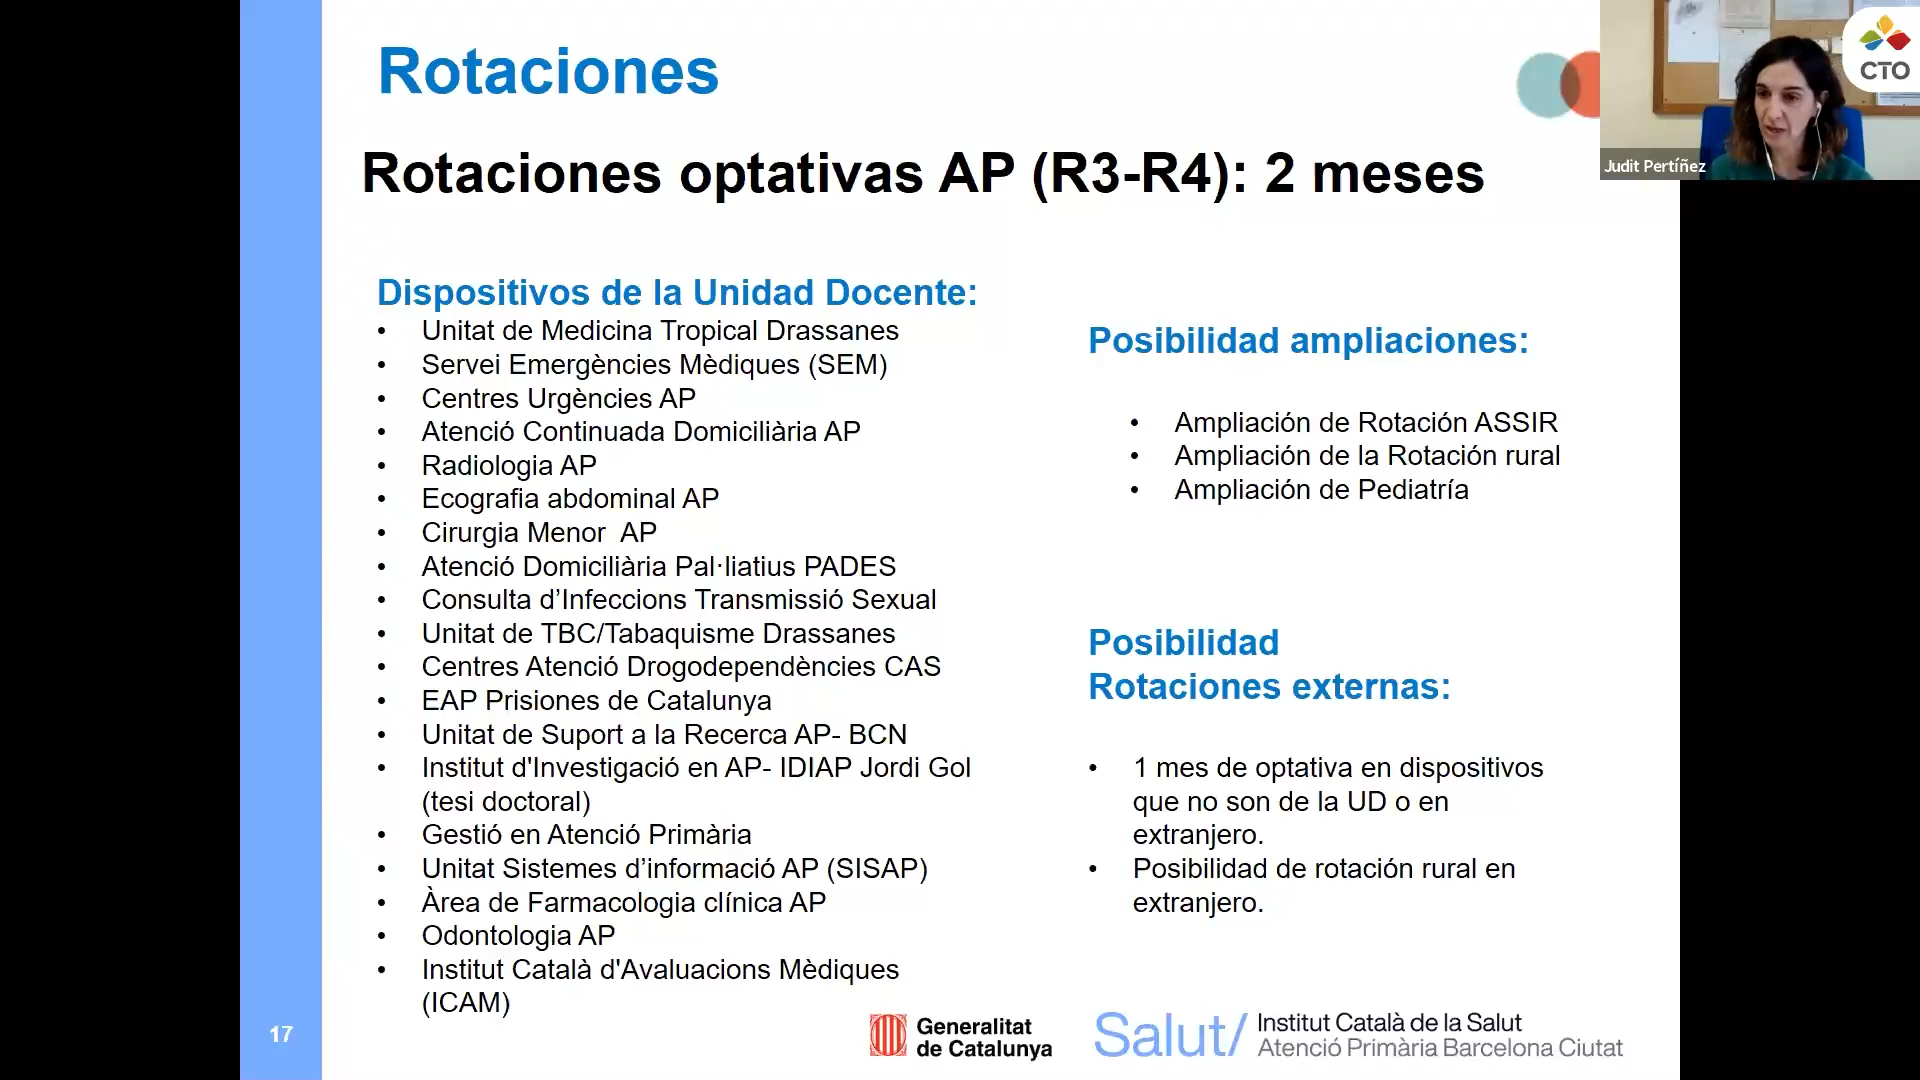 Rotaciones
Rotaciones optativas AP (R3-R4): 2 meses
Dispositivos de la Unidad Docente:
• Unitat de Medicina Tropical Drassanes
• Servei Emergències Mèdiques (SEM)
• Centres Urgències AP
• Atenció Continuada Domiciliària AP
• Radiologia AP
• Ecografia abdominal AP
• Cirurgia Menor  AP
• Atenció Domiciliària Pal·liatius PADES
• Consulta d’Infeccions Transmissió Sexual
• Unitat de TBC/Tabaquisme Drassanes
• Centres Atenció Drogodependències CAS
• EAP Prisiones de Catalunya
• Unitat de Suport a la Recerca AP- BCN
• Institut d'Investigació en AP- IDIAP Jordi Gol
(tesi doctoral)
• Gestió en Atenció Primària
• Unitat Sistemes d’informació AP (SISAP)
• Àrea de Farmacologia clínica AP
• Odontologia AP
• Institut Català d'Avaluacions Mèdiques
(ICAM)
Posibilidad ampliaciones:
• Ampliación de Rotación ASSIR
• Ampliación de la Rotación rural
• Ampliación de Pediatría
Posibilidad
Rotaciones externas:
• 1 mes de optativa en dispositivos
que no son de la UD o en
extranjero.
• Posibilidad de rotación rural en
extranjero.
17
Generalitat
de Catalunya
Salut/
Institut Català de la Salut
Atenció Primària Barcelona Ciutat
CTO
Judit Pertíñez